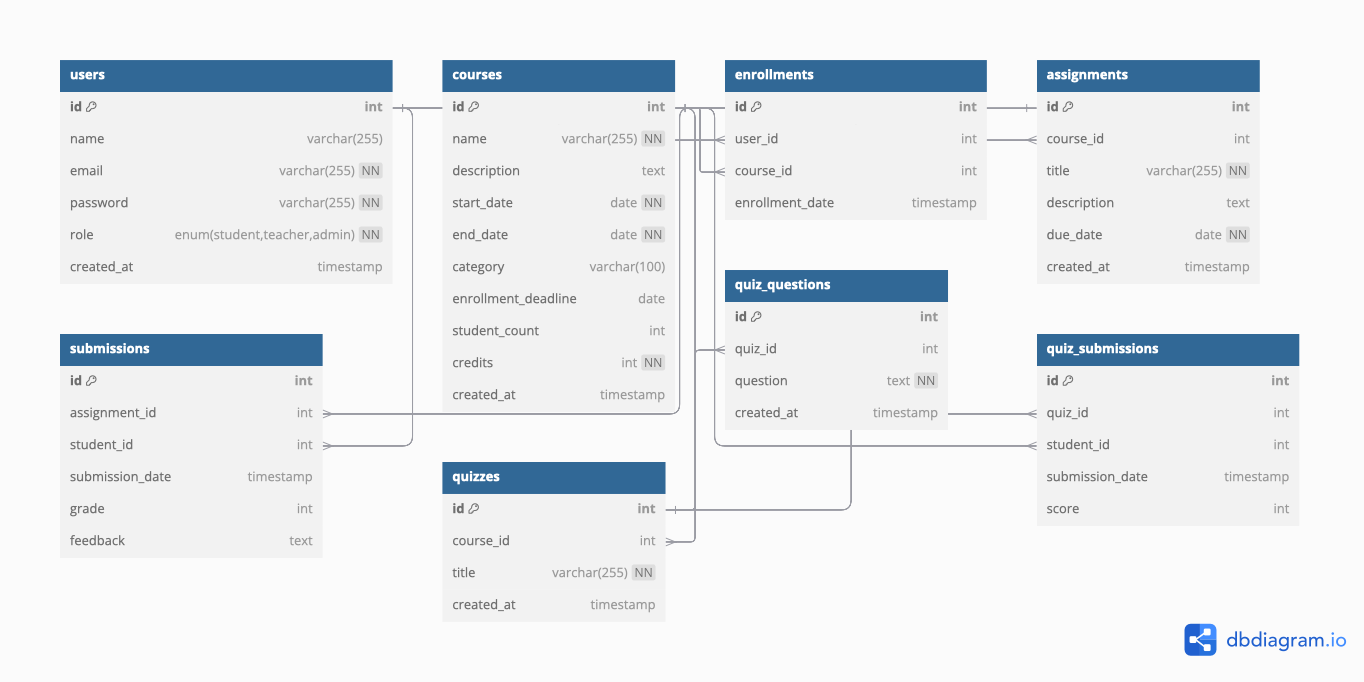 users
id int
name varchar(255)
email varchar(255) NN
password varchar(255) NN
role enum(student,teacher,admin) NN
created_at timestamp
courses
id int
name varchar(255) NN
description text
start_date date NN
end_date date NN
category varchar(100)
enrollment_deadline date
student_count int
credits int NN
created_at timestamp
enrollments
id int
user_id int
course_id int
enrollment_date timestamp
assignments
id int
course_id int
title varchar(255) NN
description text
due_date date NN
created_at timestamp
quiz_questions
id int
quiz_id int
question text NN
created_at timestamp
submissions
id int
assignment_id int
student_id int
submission_date timestamp
grade int
feedback text
quiz_submissions
id int
quiz_id int
student_id int
submission_date timestamp
score int
quizzes
id int
course_id int
title varchar(255) NN
created_at timestamp
dbdiagram.io